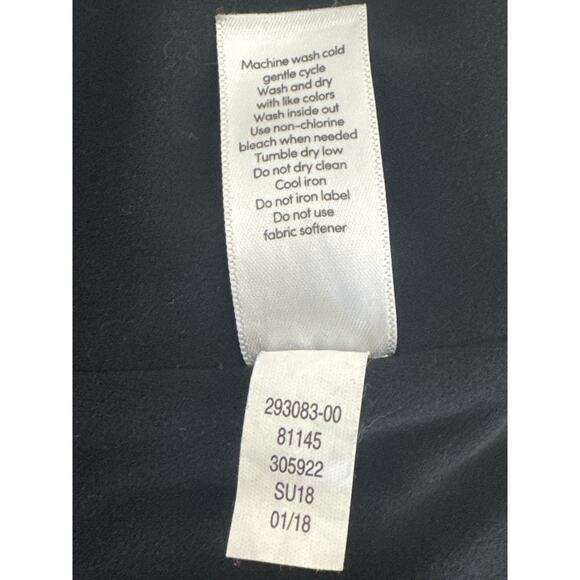 Machine wash cold
gentle cycle
Wash and dry
with like colors
Wash inside out
Use non-chlorine
bleach when needed
Tumble dry low
Do not dry clean
Cool iron
Do not iron label
Do not use
fabric softener
293083-00
81145
305922
SU18
01/18